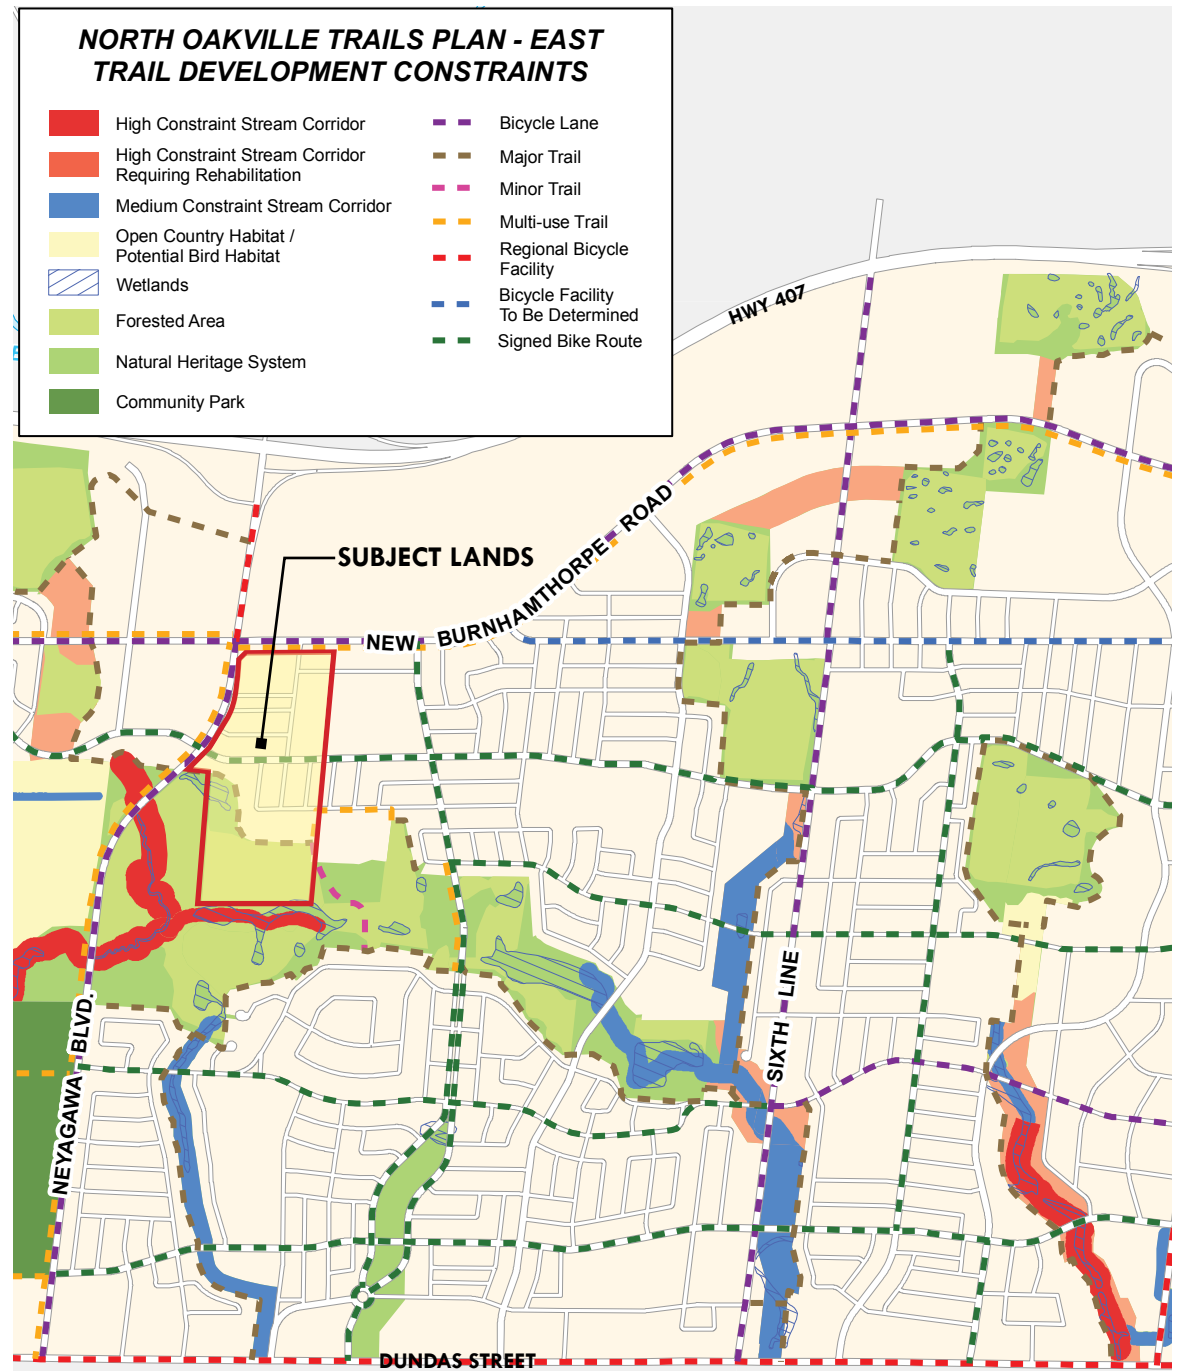 NORTH OAKVILLE TRAILS PLAN - EAST
TRAIL DEVELOPMENT CONSTRAINTS
High Constraint Stream Corridor
High Constraint Stream Corridor
Requiring Rehabilitation
Medium Constraint Stream Corridor
Open Country Habitat /
Potential Bird Habitat
Wetlands
Forested Area
Natural Heritage System
Community Park
Bicycle Lane
Major Trail
Minor Trail
Multi-use Trail
Regional Bicycle
Facility
Bicycle Facility
To Be Determined
Signed Bike Route
HWY 407
SUBJECT LANDS
NEW BURNHAMTHORPE ROAD
SIXTH LINE
NEYAGAWA BLVD.
DUNDAS STREET